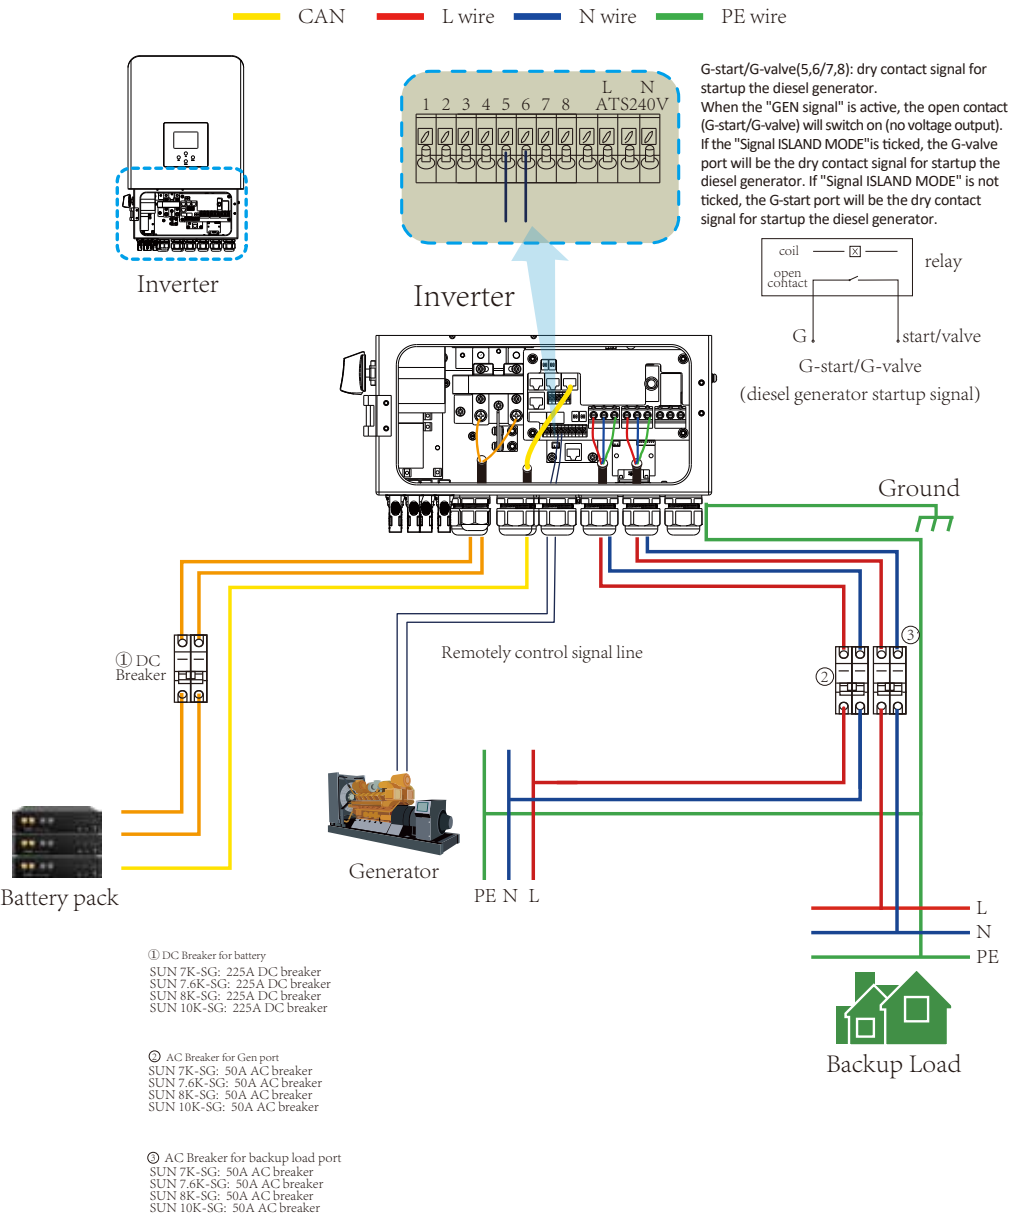 CAN
L wire
N wire
PE wire
G-start/G-valve(5,6/7,8): dry contact signal for
startup the diesel generator.
When the "GEN signal" is active, the open contact
(G-start/G-valve) will switch on (no voltage output).
If the "Signal ISLAND MODE"is ticked, the G-valve
port will be the dry contact signal for startup the
diesel generator. If "Signal ISLAND MODE" is not
ticked, the G-start port will be the dry contact
signal for startup the diesel generator.
L N
1 2 3 4 5 6 7 8 ATS240V
Inverter
Inverter
coil
x
open
contact
relay
G
start/valve
G-start/G-valve
(diesel generator startup signal)
Ground
① DC
Breaker
Remotely control signal line
②
③
Battery pack
Generator
PE N L
L
N
PE
Backup Load
① DC Breaker for battery
SUN 7K-SG: 225A DC breaker
SUN 7.6K-SG: 225A DC breaker
SUN 8K-SG: 225A DC breaker
SUN 10K-SG: 225A DC breaker
② AC Breaker for Gen port
SUN 7K-SG: 50A AC breaker
SUN 7.6K-SG: 50A AC breaker
SUN 8K-SG: 50A AC breaker
SUN 10K-SG: 50A AC breaker
③ AC Breaker for backup load port
SUN 7K-SG: 50A AC breaker
SUN 7.6K-SG: 50A AC breaker
SUN 8K-SG: 50A AC breaker
SUN 10K-SG: 50A AC breaker